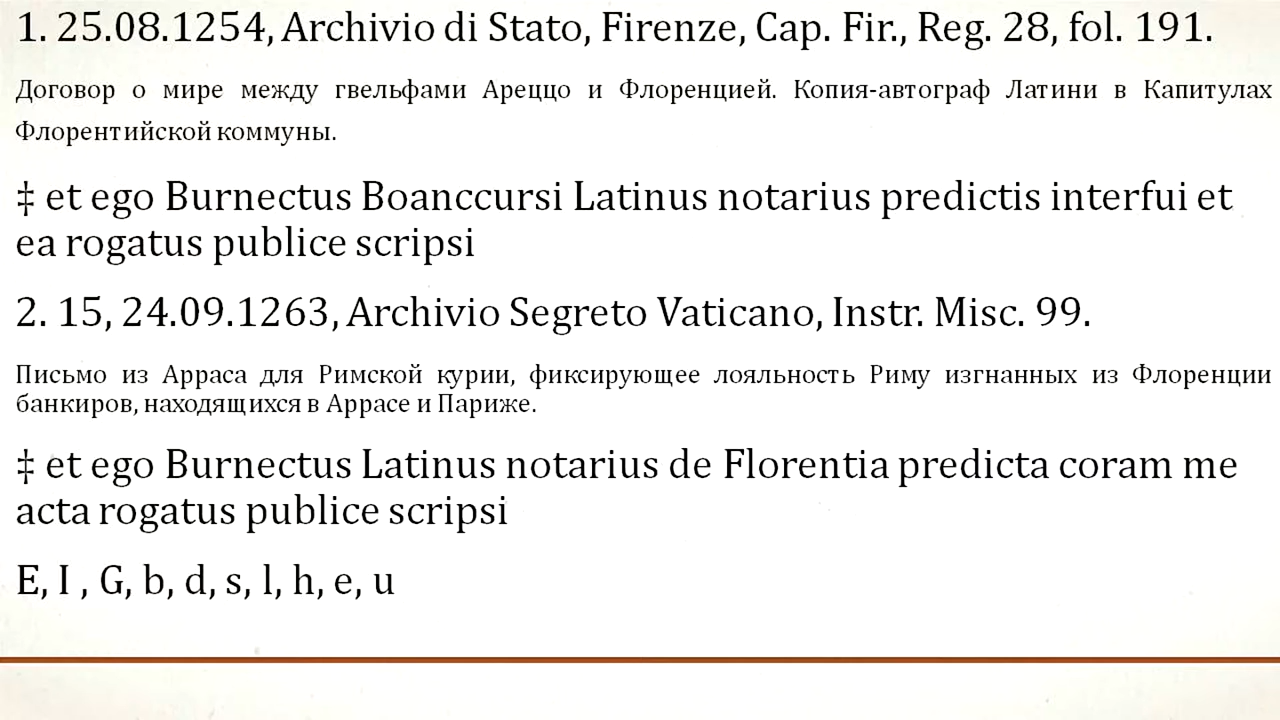 1. 25.08.1254, Archivio di Stato, Firenze, Cap. Fir., Reg. 28, fol. 191.
Договор о мире между гвельфами Ареццо и Флоренцией. Копия-автограф Латини в Капитулах
Флорентийской коммуны.
‡ et ego Burnectus Boanccursi Latinus notarius predictis interfui et
ea rogatus publice scripsi
2. 15, 24.09.1263, Archivio Segreto Vaticano, Instr. Misc. 99.
Письмо из Арраса для Римской курии, фиксирующее лояльность Риму изгнанных из Флоренции
банкиров, находящихся в Аррасе и Париже.
‡ et ego Burnectus Latinus notarius de Florentia predicta coram me
acta rogatus publice scripsi
E, I , G, b, d, s, l, h, e, u